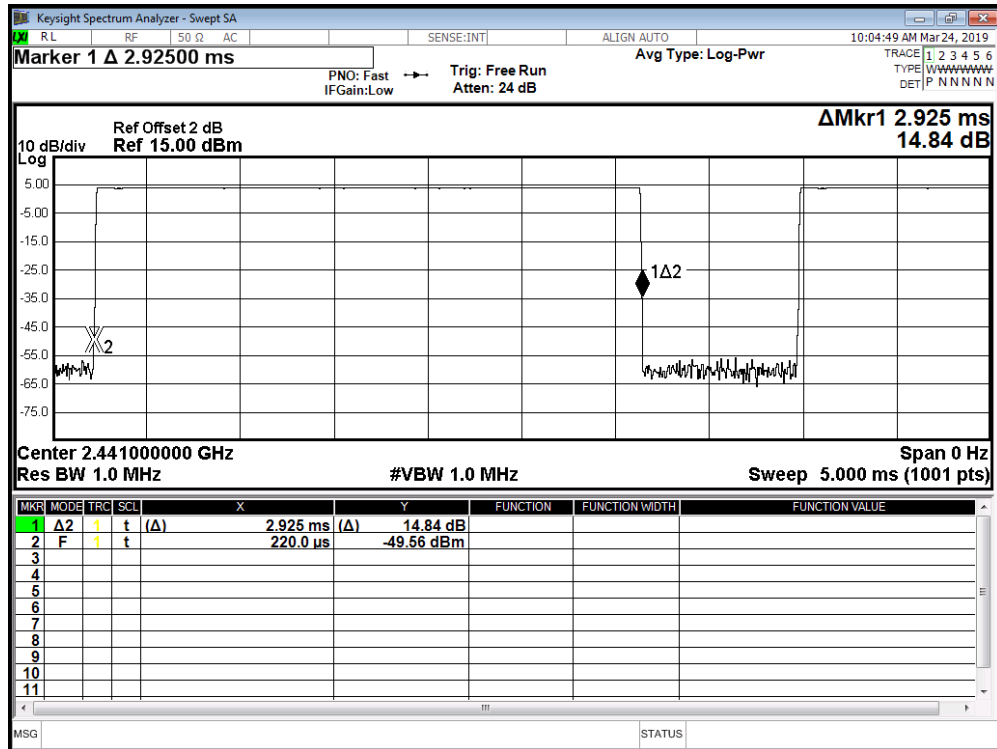 Keysight Spectrum Analyzer - Swept SA
LXI RL RF 50 Ω AC SENSE:INT ALIGN AUTO 10:04:49 AM Mar 24, 2019
Marker 1 Δ 2.92500 ms
PNO: Fast
IFGain:Low
Trig: Free Run
Atten: 24 dB
Avg Type: Log-Pwr
TRACE 1 2 3 4 5 6
TYPE WWWWWW
DET P N N N N N
ΔMkr1 2.925 ms
14.84 dB
Ref Offset 2 dB
10 dB/div Ref 15.00 dBm
Log
5.00
-5.00
-15.0
-25.0
1Δ2
-35.0
-45.0
2
-55.0
-65.0
-75.0
Center 2.441000000 GHz Span 0 Hz
Res BW 1.0 MHz #VBW 1.0 MHz Sweep 5.000 ms (1001 pts)
MKR MODE TRC SCL X Y FUNCTION FUNCTION WIDTH FUNCTION VALUE
1 Δ2 1 t (Δ) 2.925 ms (Δ) 14.84 dB
2 F 1 t 220.0 µs -49.56 dBm
3
4
5
6
7
8
9
10
11
MSG STATUS